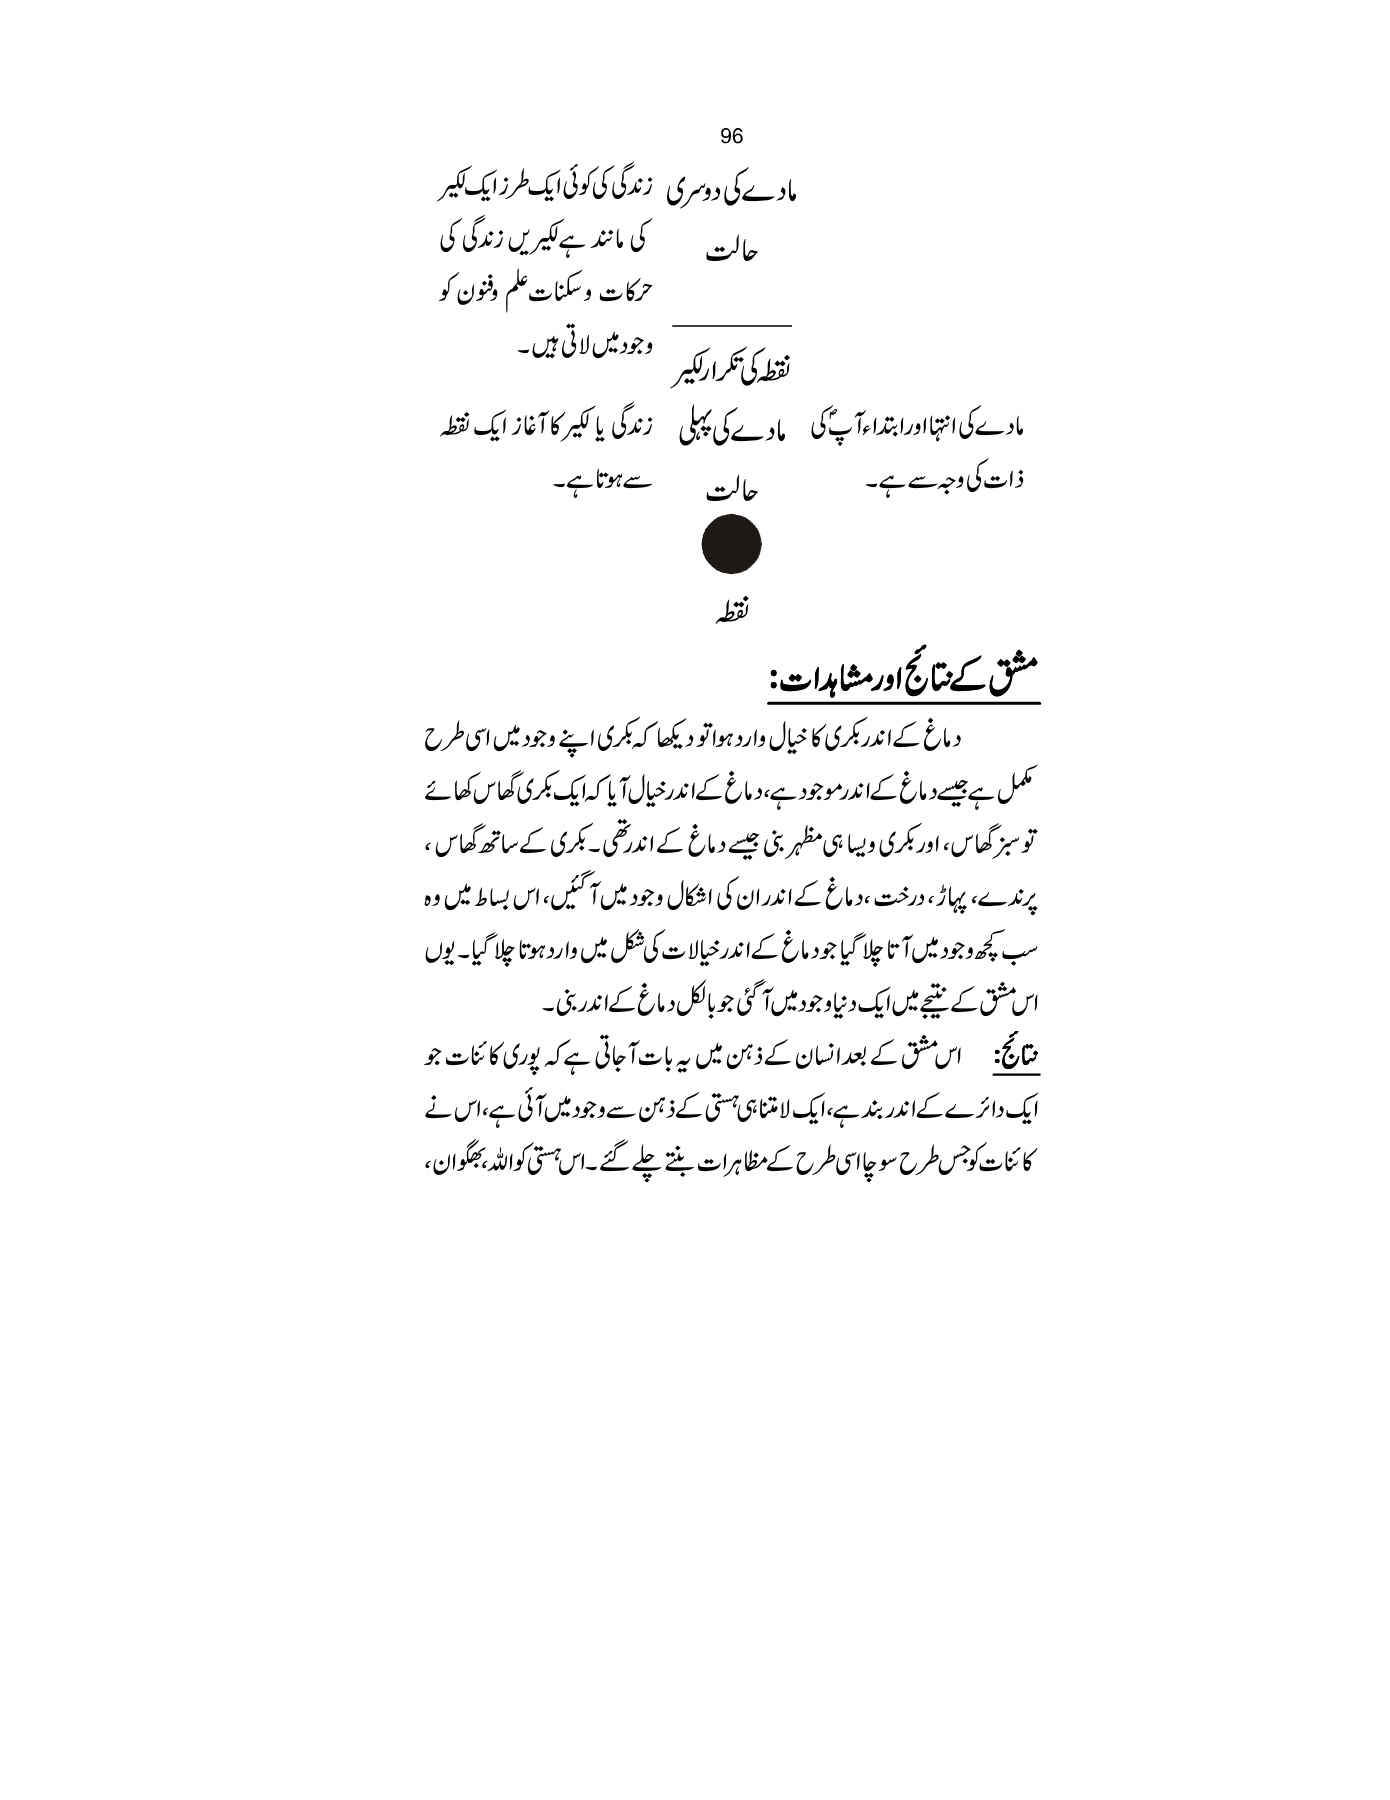 96
مادے کی دوسری
حالت
نقطہ کی تکرار لکیر
زندگی کی کوئی ایک طرز ایک لکیر
کی مانند ہے لکیریں زندگی کی
حرکات و سکنات علم و فنون کو
وجود میں لاتی ہیں۔
مادے کی انتہا اور ابتداء آپؐ کی
ذات کی وجہ سے ہے۔
مادے کی پہلی
حالت
نقطہ
زندگی یا لکیر کا آغاز ایک نقطہ
سے ہوتا ہے۔
مشق کے نتائج اور مشاہدات:
دماغ کے اندر بکری کا خیال وارد ہوا تو دیکھا کہ بکری اپنے وجود میں اسی طرح
مکمل ہے جیسے دماغ کے اندر موجود ہے، دماغ کے اندر خیال آیا کہ ایک بکری گھاس کھائے
تو سبز گھاس، اور بکری ویسا ہی مظہر بنی جیسے دماغ کے اندر تھی۔ بکری کے ساتھ گھاس،
پرندے، پہاڑ، درخت، دماغ کے اندر ان کی اشکال وجود میں آگئیں، اس بساط میں وہ
سب کچھ وجود میں آتا چلا گیا جو دماغ کے اندر خیالات کی شکل میں وارد ہوتا چلا گیا۔ یوں
اس مشق کے نتیجے میں ایک دنیا وجود میں آگئی جو بالکل دماغ کے اندر بنی۔
نتائج: اس مشق کے بعد انسان کے ذہن میں یہ بات آجاتی ہے کہ پوری کائنات جو
ایک دائرے کے اندر بند ہے، ایک لامتناہی ہستی کے ذہن سے وجود میں آئی ہے، اس نے
کائنات کو جس طرح سوچا اسی طرح کے مظاہرات بنتے چلے گئے۔ اس ہستی کو اللہ، بھگوان،